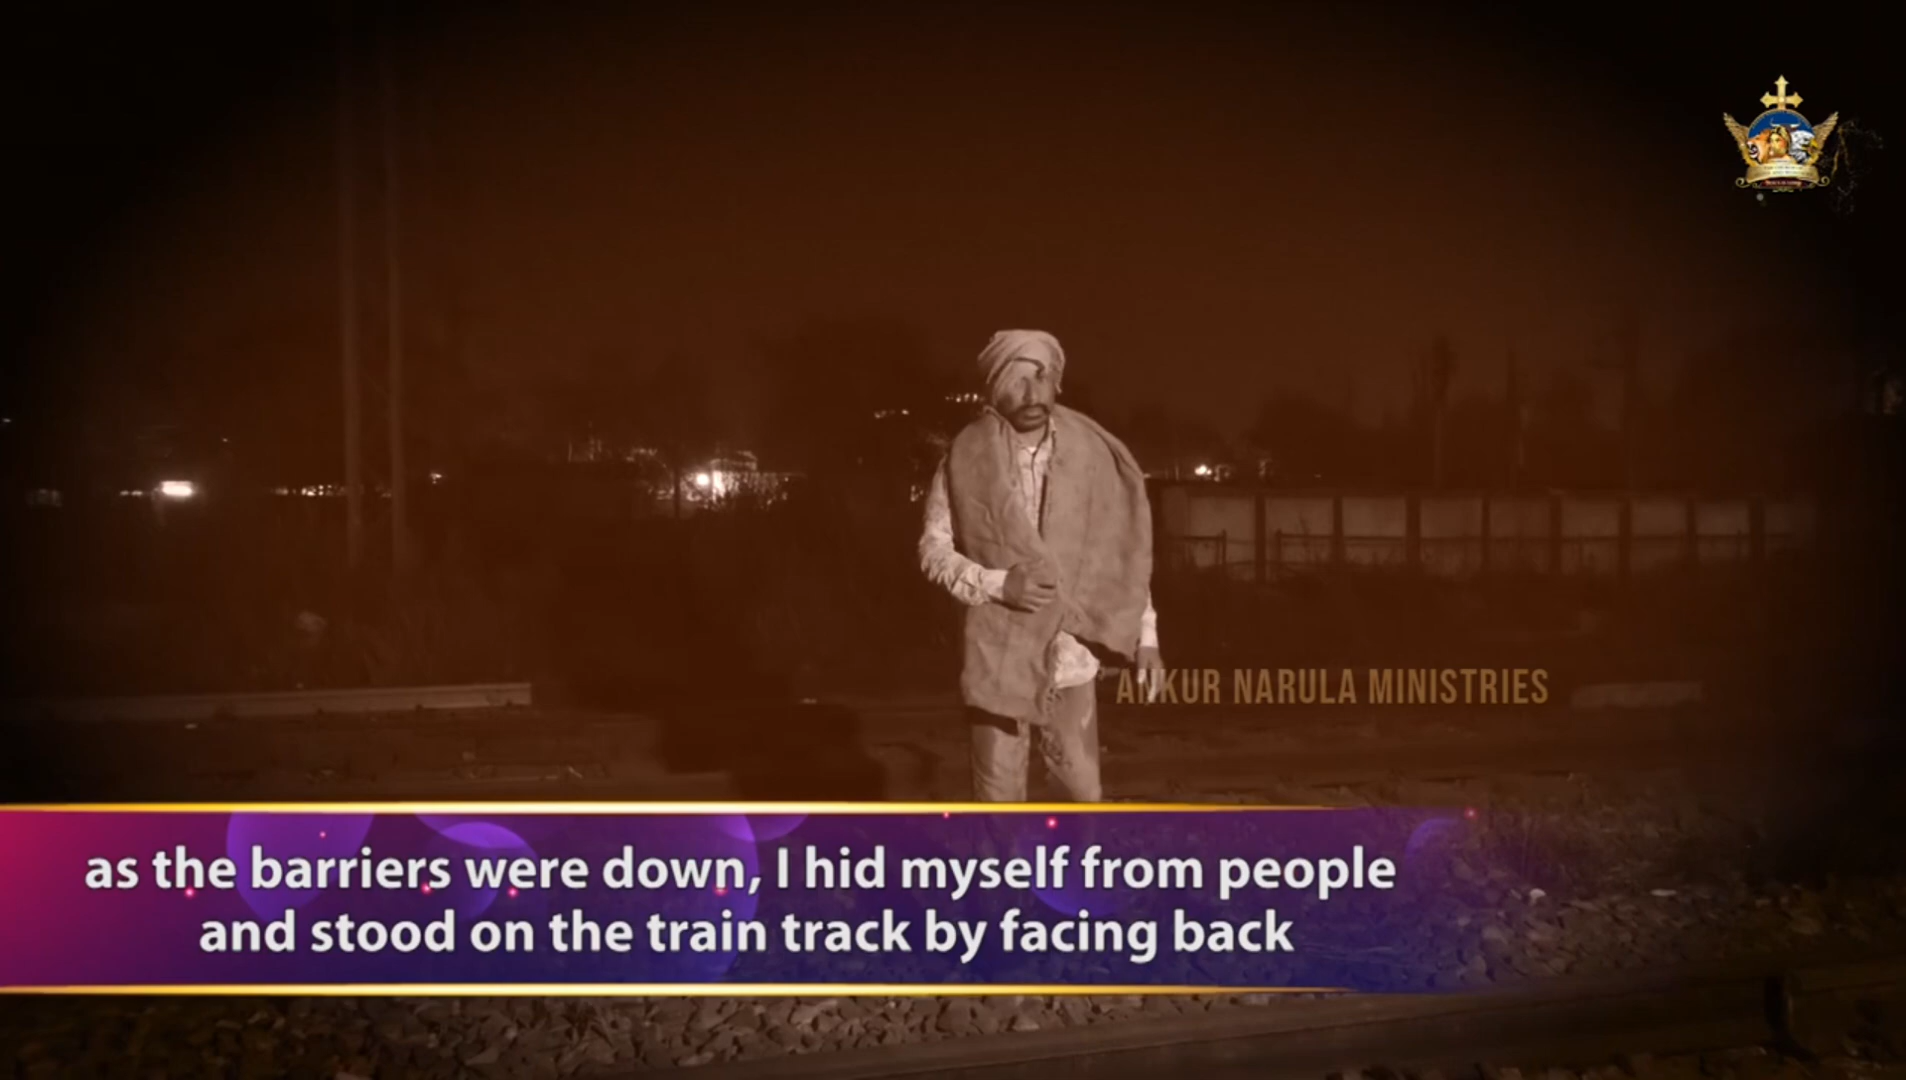 ANKUR NARULA MINISTRIES
as the barriers were down, I hid myself from people
and stood on the train track by facing back